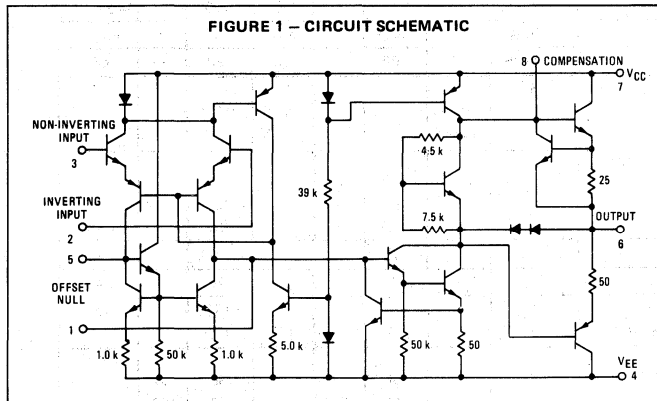 FIGURE 1 – CIRCUIT SCHEMATIC
8 COMPENSATION
VCC
7
NON-INVERTING
INPUT
3
4.5 k
39 k
25
INVERTING
INPUT
2
7.5 k
OUTPUT
6
5
OFFSET
NULL
50
1
1.0 k
50 k
1.0 k
5.0 k
50 k
50
VEE
4